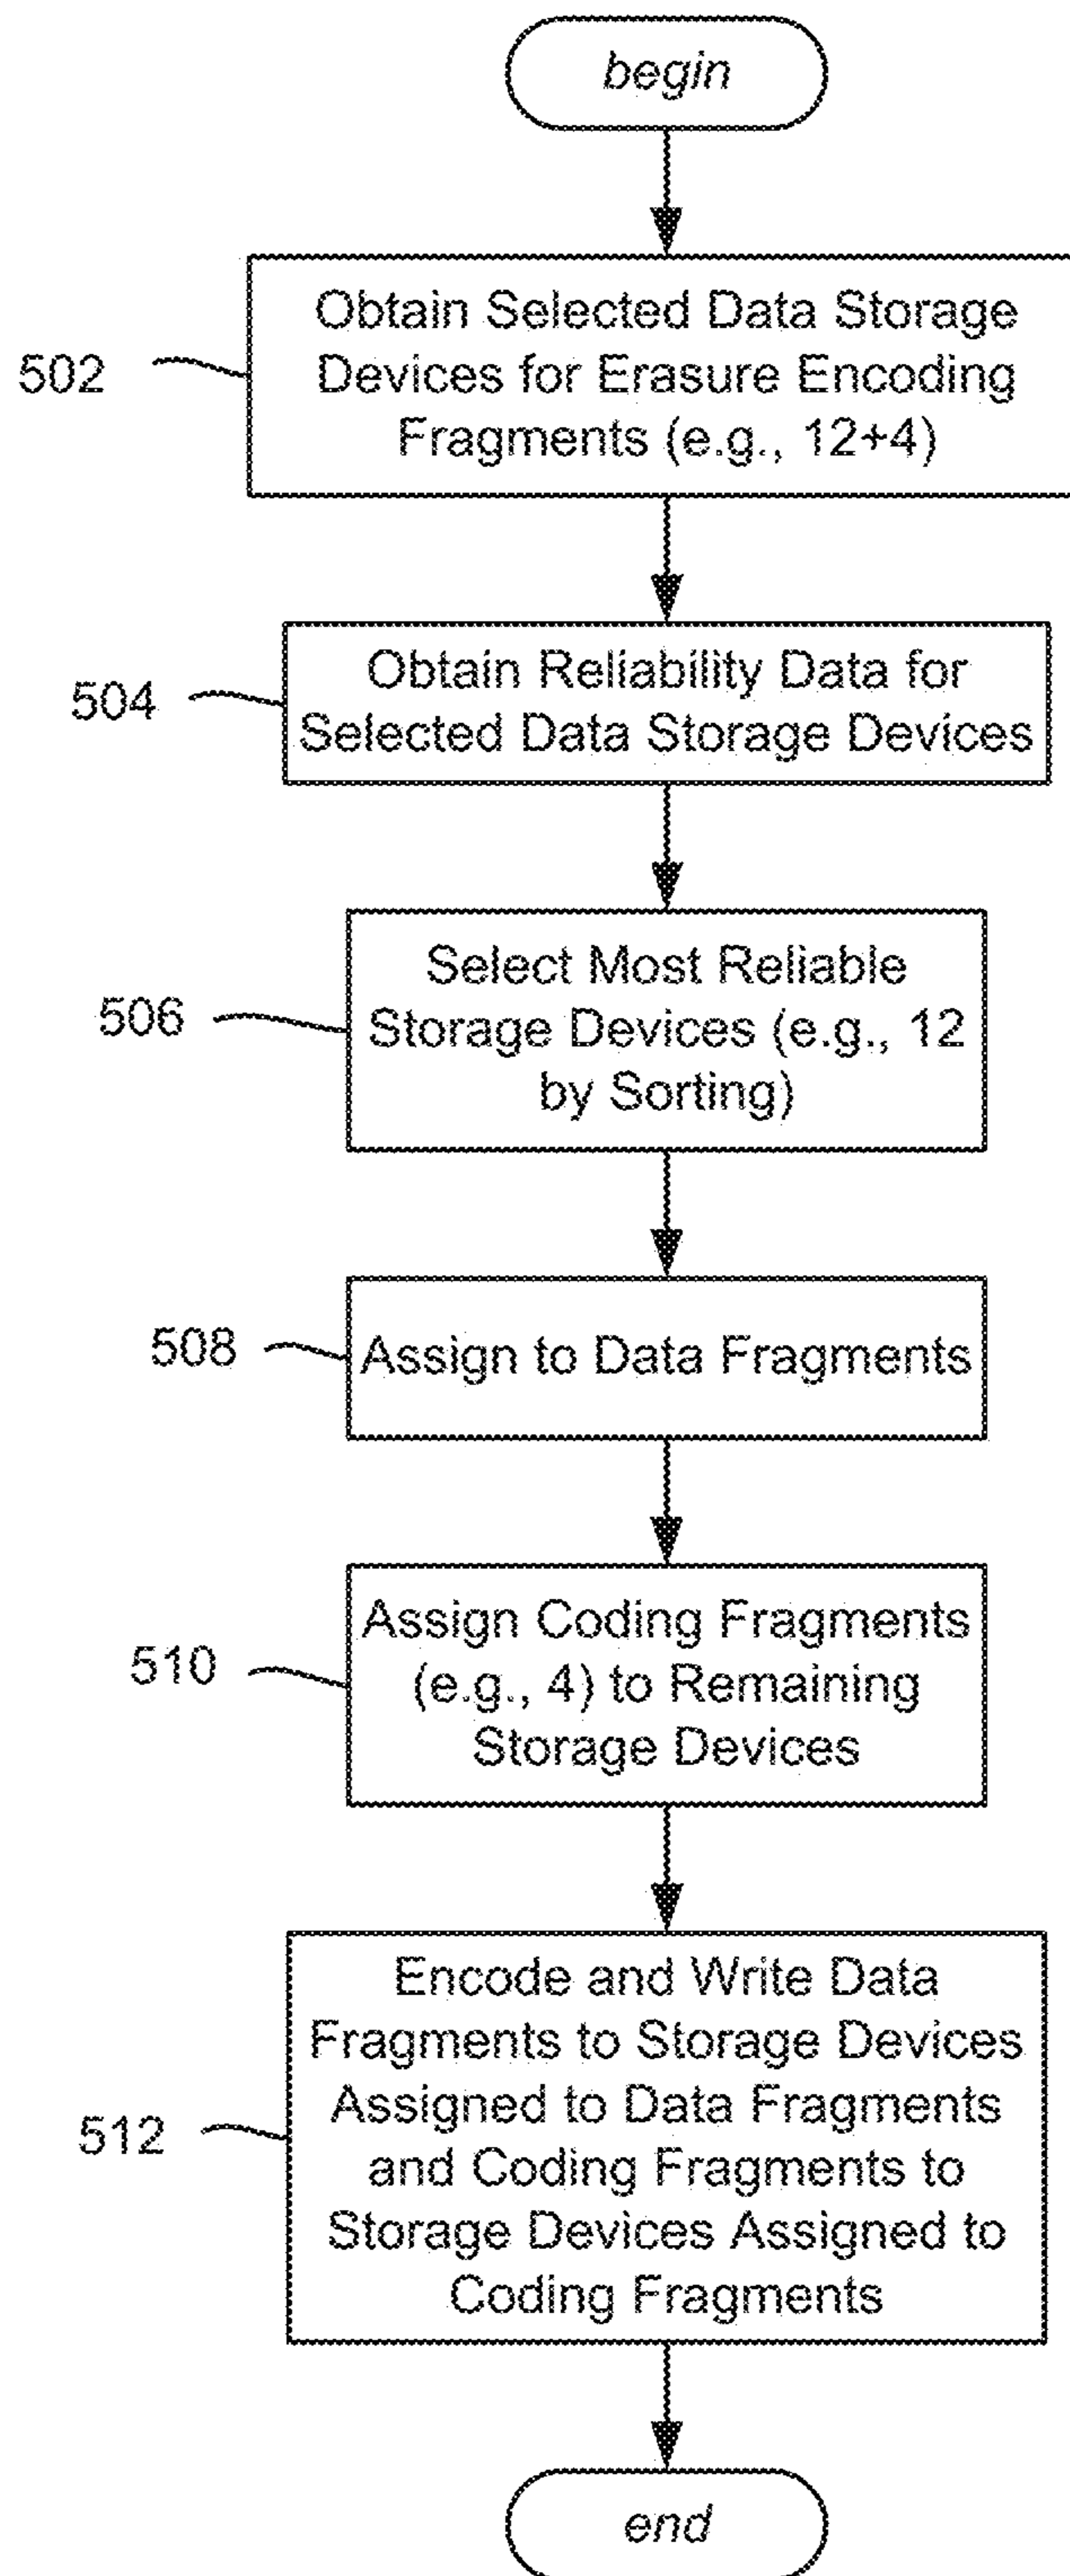 begin
502
Obtain Selected Data Storage
Devices for Erasure Encoding
Fragments (e.g., 12+4)
504
Obtain Reliability Data for
Selected Data Storage Devices
506
Select Most Reliable
Storage Devices (e.g., 12
by Sorting)
508
Assign to Data Fragments
510
Assign Coding Fragments
(e.g., 4) to Remaining
Storage Devices
512
Encode and Write Data
Fragments to Storage Devices
Assigned to Data Fragments
and Coding Fragments to
Storage Devices Assigned to
Coding Fragments
end